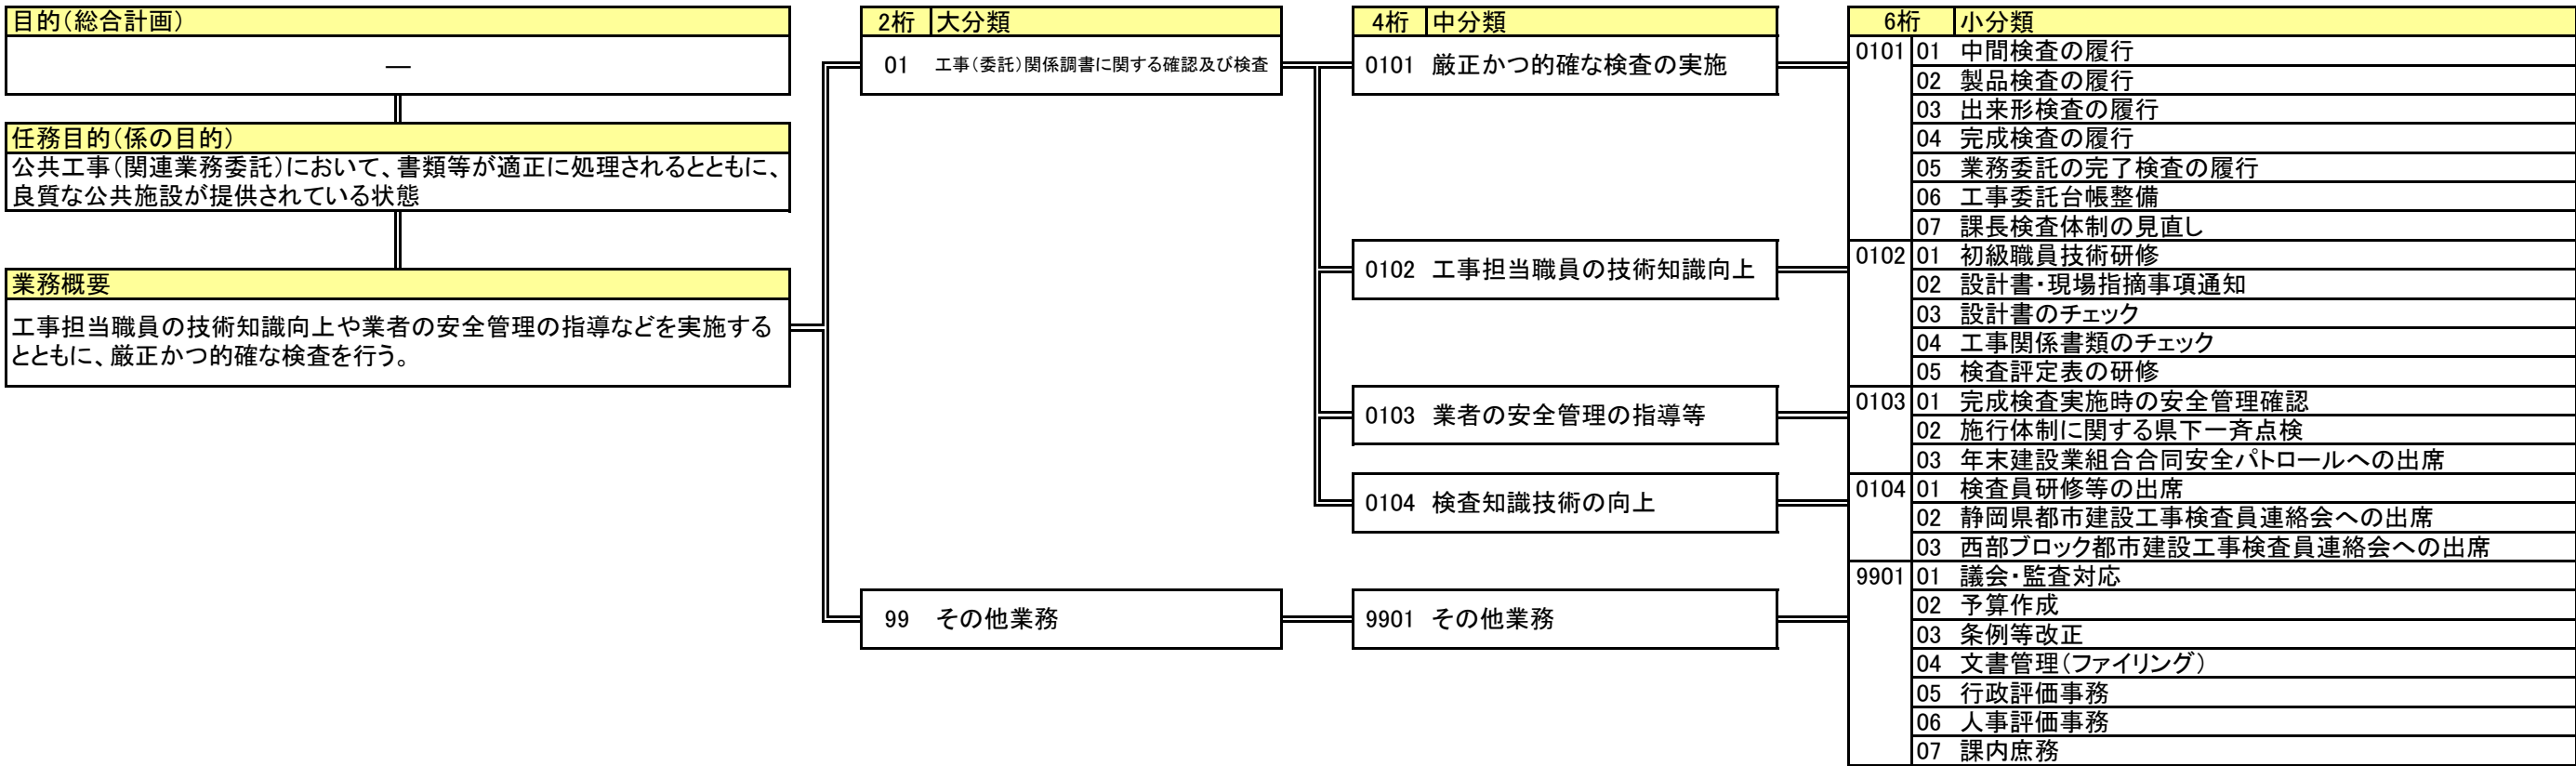 目的(総合計画)
―
任務目的(係の目的)
公共工事(関連業務委託)において、書類等が適正に処理されるとともに、
良質な公共施設が提供されている状態
業務概要
工事担当職員の技術知識向上や業者の安全管理の指導などを実施する
とともに、厳正かつ的確な検査を行う。
2桁 大分類
01 工事(委託)関係調書に関する確認及び検査
99 その他業務
4桁 中分類
0101 厳正かつ的確な検査の実施
0102 工事担当職員の技術知識向上
0103 業者の安全管理の指導等
0104 検査知識技術の向上
9901 その他業務
6桁 小分類
0101 01 中間検査の履行
02 製品検査の履行
03 出来形検査の履行
04 完成検査の履行
05 業務委託の完了検査の履行
06 工事委託台帳整備
07 課長検査体制の見直し
0102 01 初級職員技術研修
02 設計書・現場指摘事項通知
03 設計書のチェック
04 工事関係書類のチェック
05 検査評定表の研修
0103 01 完成検査実施時の安全管理確認
02 施行体制に関する県下一斉点検
03 年末建設業組合合同安全パトロールへの出席
0104 01 検査員研修等の出席
02 静岡県都市建設工事検査員連絡会への出席
03 西部ブロック都市建設工事検査員連絡会への出席
9901 01 議会・監査対応
02 予算作成
03 条例等改正
04 文書管理(ファイリング)
05 行政評価事務
06 人事評価事務
07 課内庶務